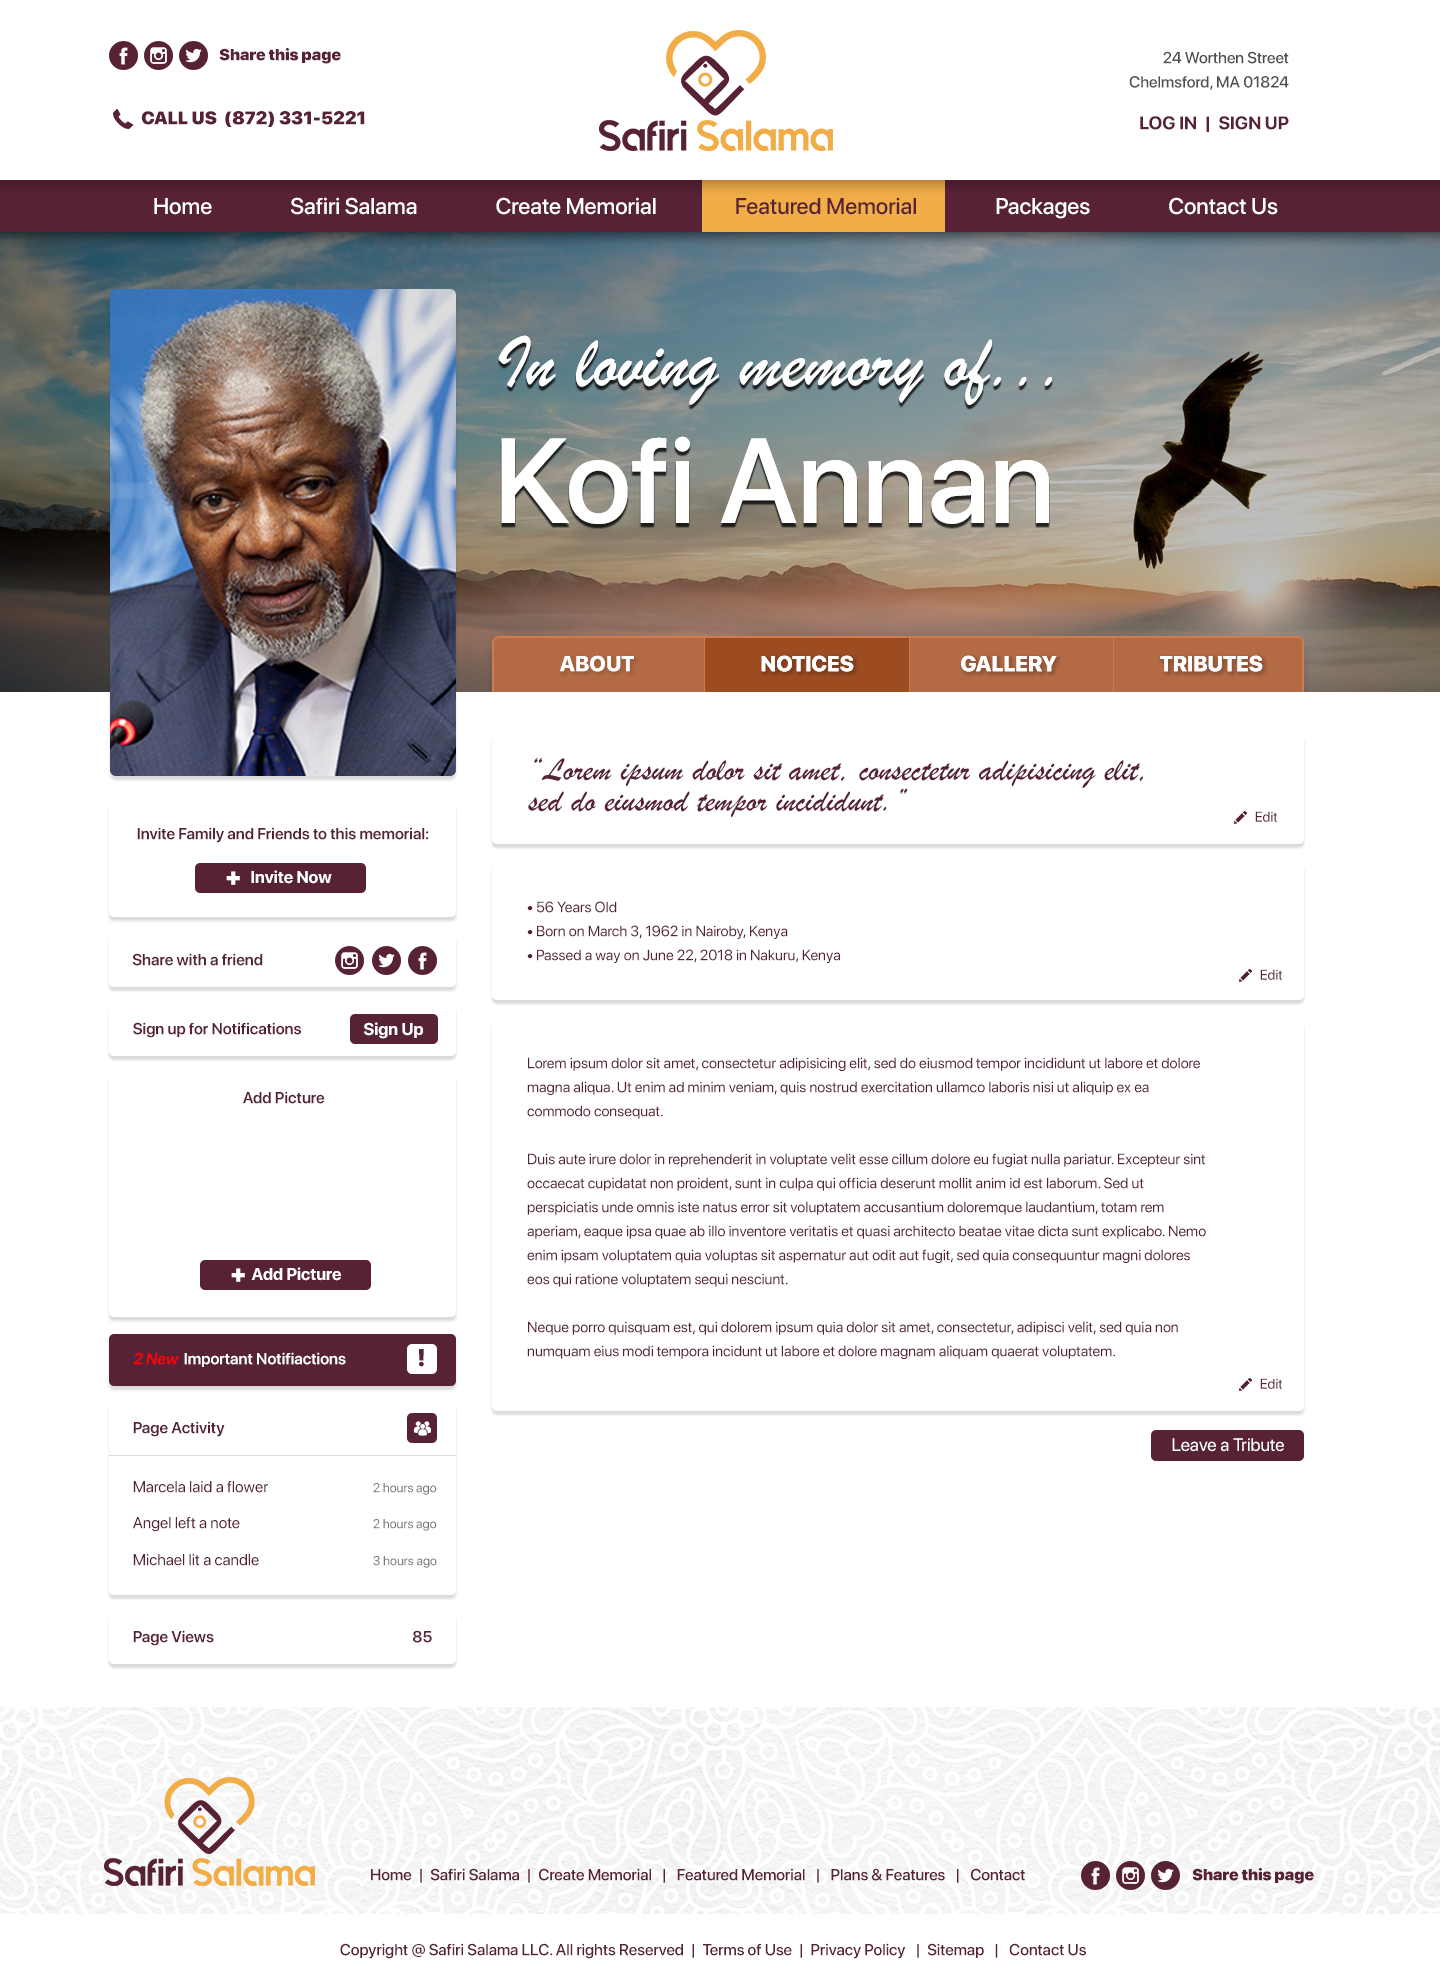 Share this page
CALL US (872) 331-5221
Safiri Salama
24 Worthen Street
Chelmsford, MA 01824
LOG IN | SIGN UP
Home Safiri Salama Create Memorial Featured Memorial Packages Contact Us
In loving memory of...
Kofi Annan
ABOUT NOTICES GALLERY TRIBUTES
Invite Family and Friends to this memorial:
Invite Now
Share with a friend
Sign up for Notifications Sign Up
Add Picture
Add Picture
2 New Important Notifiactions
Page Activity
Marcela laid a flower 2 hours ago
Angel left a note 2 hours ago
Michael lit a candle 3 hours ago
Page Views 85
“Lorem ipsum dolor sit amet, consectetur adipisicing elit,
sed do eiusmod tempor incididunt.”
Edit
• 56 Years Old
• Born on March 3, 1962 in Nairoby, Kenya
• Passed a way on June 22, 2018 in Nakuru, Kenya
Edit
Lorem ipsum dolor sit amet, consectetur adipisicing elit, sed do eiusmod tempor incididunt ut labore et dolore
magna aliqua. Ut enim ad minim veniam, quis nostrud exercitation ullamco laboris nisi ut aliquip ex ea
commodo consequat.
Duis aute irure dolor in reprehenderit in voluptate velit esse cillum dolore eu fugiat nulla pariatur. Excepteur sint
occaecat cupidatat non proident, sunt in culpa qui officia deserunt mollit anim id est laborum. Sed ut
perspiciatis unde omnis iste natus error sit voluptatem accusantium doloremque laudantium, totam rem
aperiam, eaque ipsa quae ab illo inventore veritatis et quasi architecto beatae vitae dicta sunt explicabo. Nemo
enim ipsam voluptatem quia voluptas sit aspernatur aut odit aut fugit, sed quia consequuntur magni dolores
eos qui ratione voluptatem sequi nesciunt.
Neque porro quisquam est, qui dolorem ipsum quia dolor sit amet, consectetur, adipisci velit, sed quia non
numquam eius modi tempora incidunt ut labore et dolore magnam aliquam quaerat voluptatem.
Edit
Leave a Tribute
Safiri Salama
Home | Safiri Salama | Create Memorial | Featured Memorial | Plans & Features | Contact
Share this page
Copyright @ Safiri Salama LLC. All rights Reserved | Terms of Use | Privacy Policy | Sitemap | Contact Us